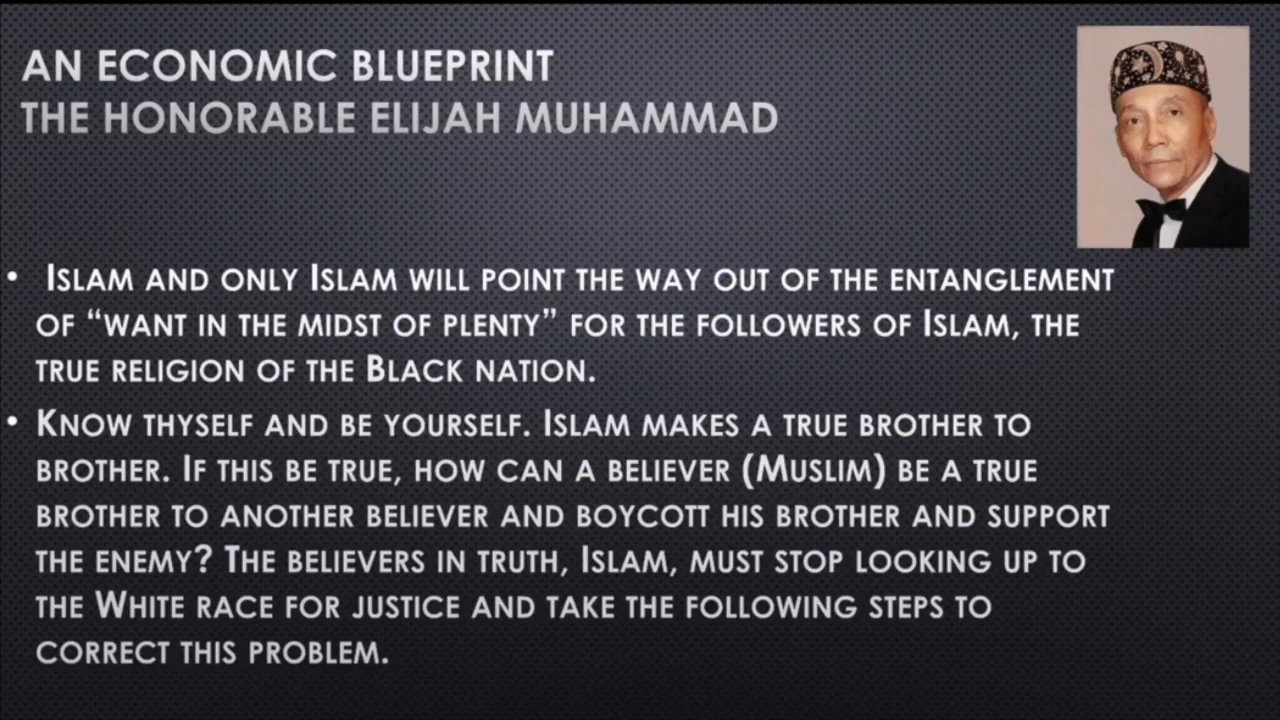 AN ECONOMIC BLUEPRINT
THE HONORABLE ELIJAH MUHAMMAD
• ISLAM AND ONLY ISLAM WILL POINT THE WAY OUT OF THE ENTANGLEMENT
OF “WANT IN THE MIDST OF PLENTY” FOR THE FOLLOWERS OF ISLAM, THE
TRUE RELIGION OF THE BLACK NATION.
• KNOW THYSELF AND BE YOURSELF. ISLAM MAKES A TRUE BROTHER TO
BROTHER. IF THIS BE TRUE, HOW CAN A BELIEVER (MUSLIM) BE A TRUE
BROTHER TO ANOTHER BELIEVER AND BOYCOTT HIS BROTHER AND SUPPORT
THE ENEMY? THE BELIEVERS IN TRUTH, ISLAM, MUST STOP LOOKING UP TO
THE WHITE RACE FOR JUSTICE AND TAKE THE FOLLOWING STEPS TO
CORRECT THIS PROBLEM.